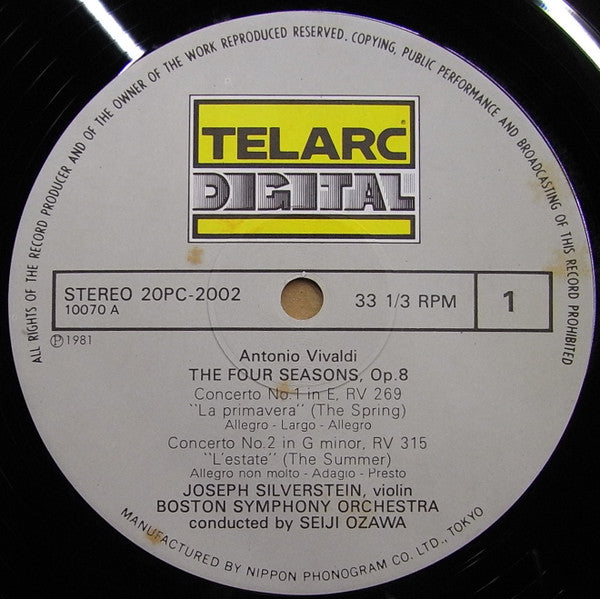 ALL RIGHTS OF THE RECORD PRODUCER AND OF THE OWNER OF THE WORK REPRODUCED RESERVED. COPYING, PUBLIC PERFORMANCE AND BROADCASTING OF THIS RECORD PROHIBITED
TELARC®
DIGITAL
STEREO 20PC-2002 33 1/3 RPM 1
10070 A
Ⓟ1981
Antonio Vivaldi
THE FOUR SEASONS, Op.8
Concerto No.1 in E, RV 269
"La primavera" (The Spring)
Allegro - Largo - Allegro
Concerto No.2 in G minor, RV 315
"L'estate" (The Summer)
Allegro non molto - Adagio - Presto
JOSEPH SILVERSTEIN, violin
BOSTON SYMPHONY ORCHESTRA
conducted by SEIJI OZAWA
MANUFACTURED BY NIPPON PHONOGRAM CO. LTD., TOKYO